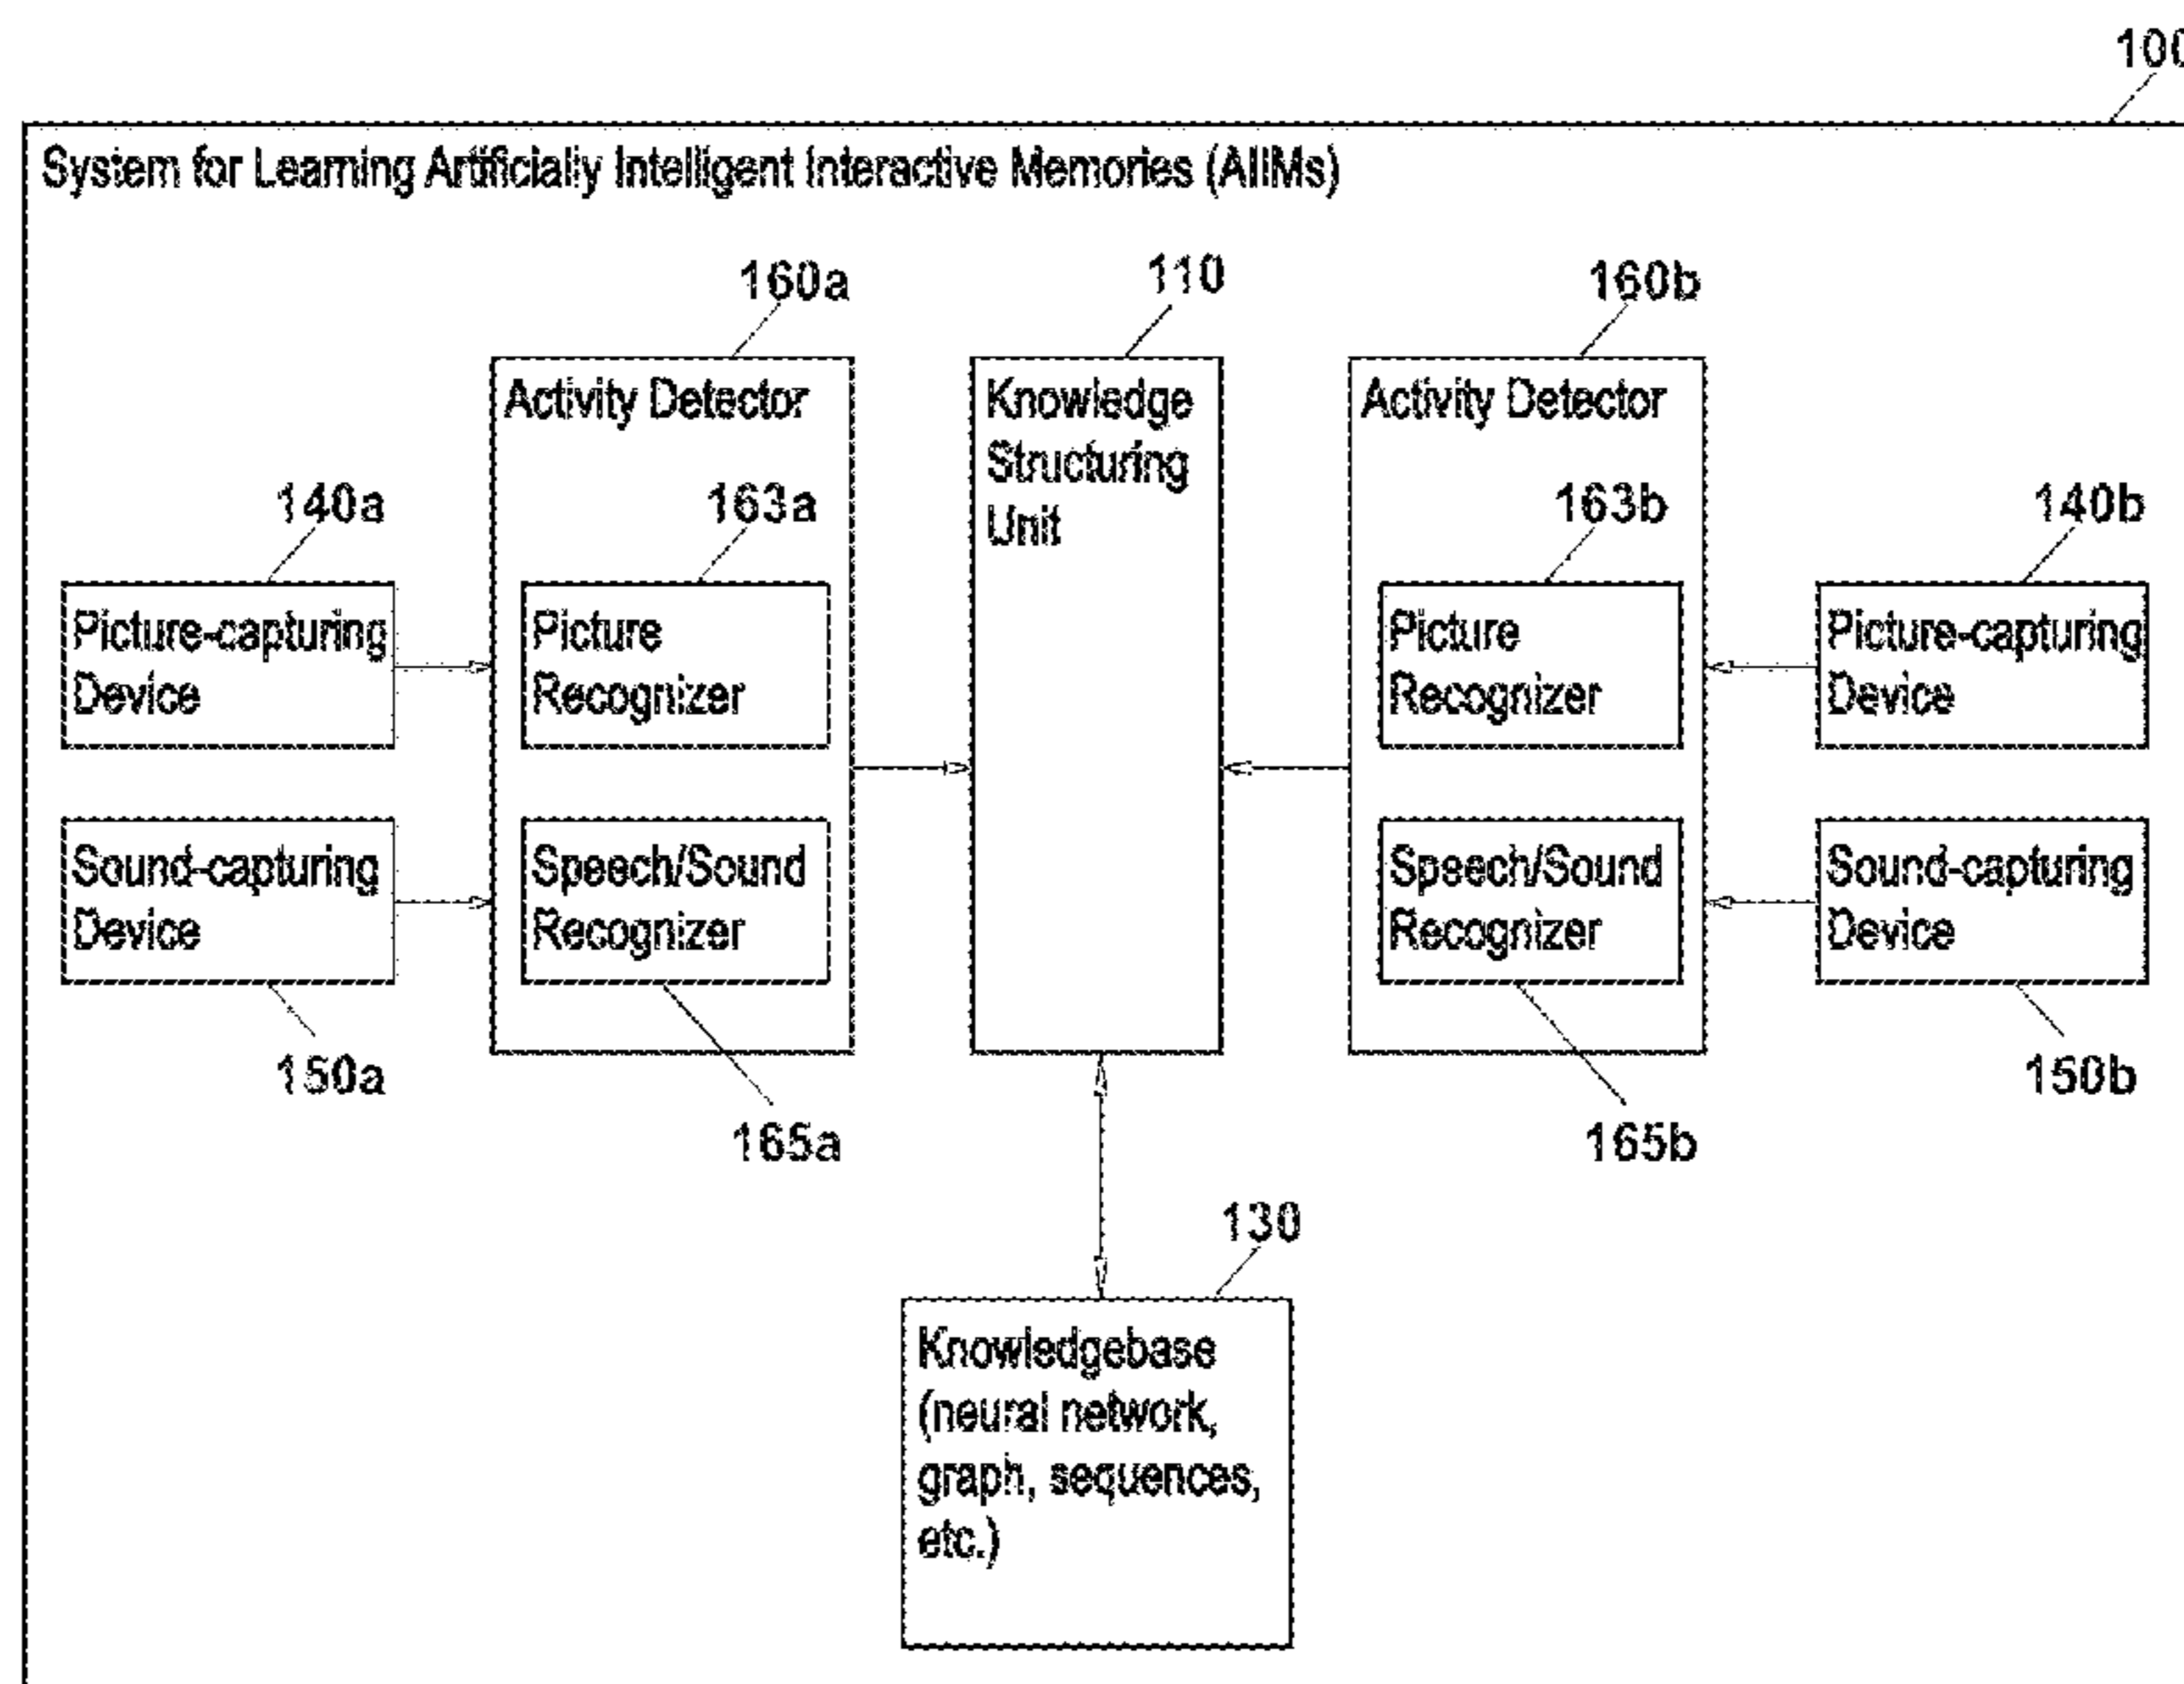 100
System for Learning Artificially Intelligent Interactive Memories (AIIMs)
160a
110
160b
Activity Detector
Knowledge
Structuring
Unit
Activity Detector
140a
163a
163b
140b
Picture-capturing
Device
Picture
Recognizer
Picture
Recognizer
Picture-capturing
Device
Sound-capturing
Device
Speech/Sound
Recognizer
Speech/Sound
Recognizer
Sound-capturing
Device
150a
165a
165b
150b
130
Knowledgebase
(neural network,
graph, sequences,
etc.)